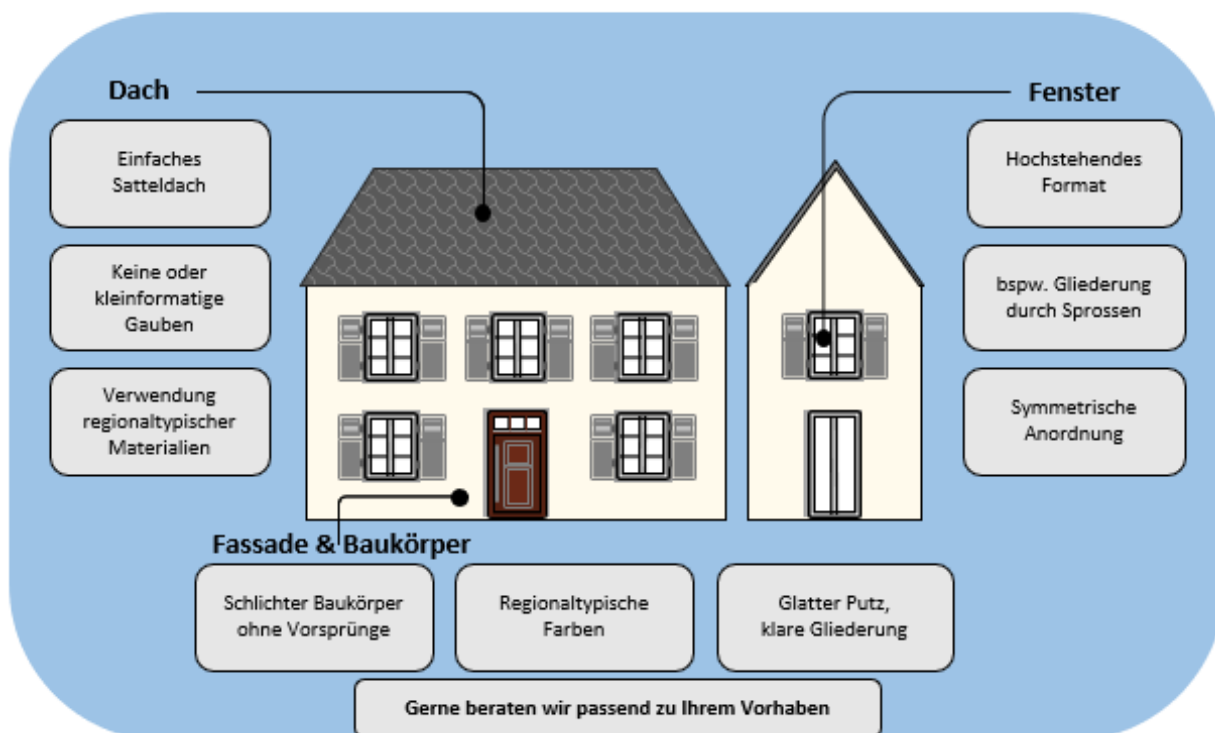 Dach
Einfaches
Satteldach
Keine oder
kleinformatige
Gauben
Verwendung
regionaltypischer
Materialien
Fenster
Hochstehendes
Format
bspw. Gliederung
durch Sprossen
Symmetrische
Anordnung
Fassade & Baukörper
Schlichter Baukörper
ohne Vorsprünge
Regionaltypische
Farben
Glatter Putz,
klare Gliederung
Gerne beraten wir passend zu Ihrem Vorhaben